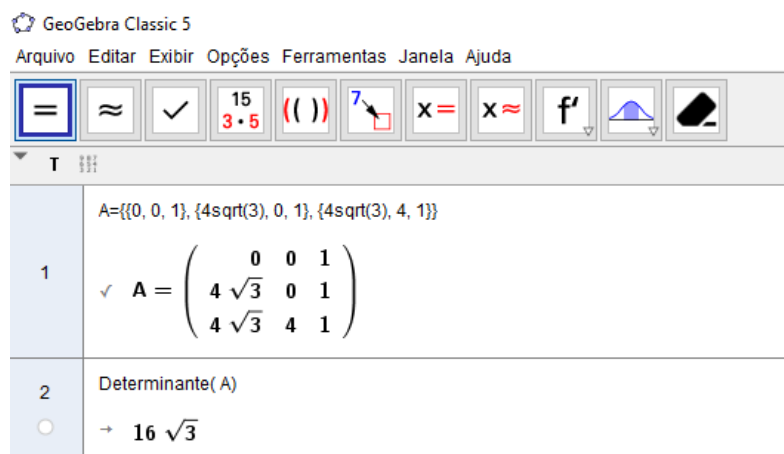 GeoGebra Classic 5
Arquivo Editar Exibir Opções Ferramentas Janela Ajuda
= ≈ ✓ 15 3·5 (( )) 7 x= x≈ f'
T
A={{0, 0, 1}, {4sqrt(3), 0, 1}, {4sqrt(3), 4, 1}}
1
✓ A = ( 0 0 1
4 √3 0 1
4 √3 4 1 )
2
Determinante( A)
→ 16 √3